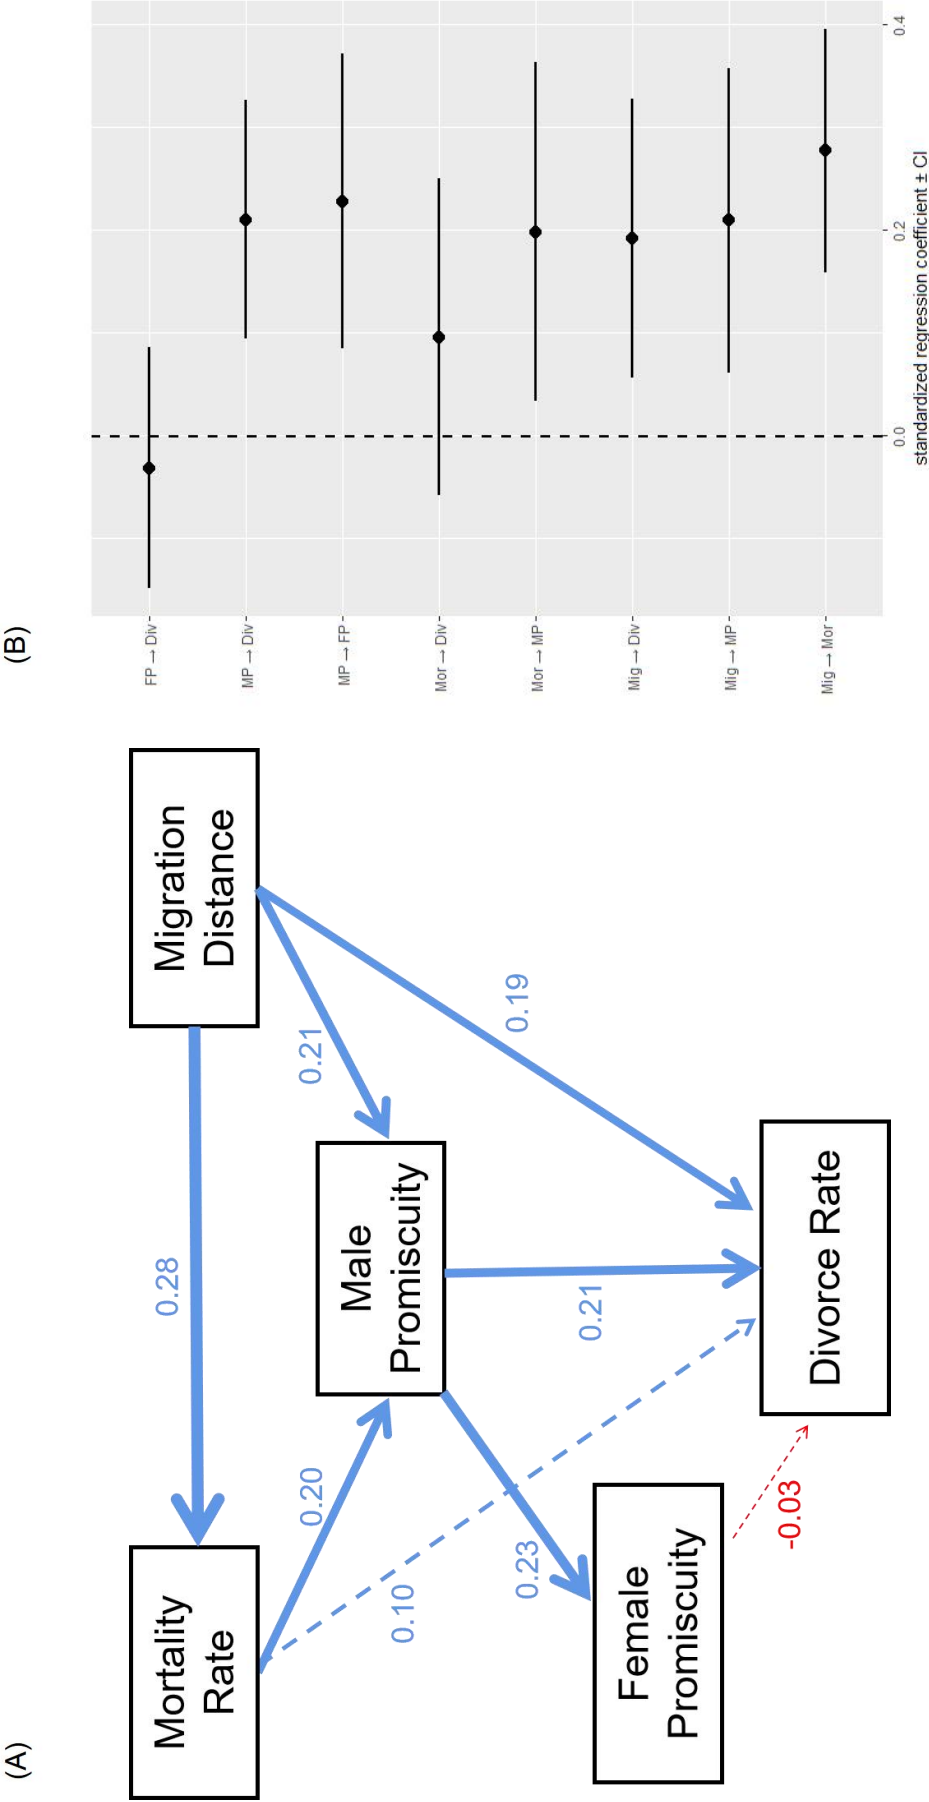 (A)
Mortality
Rate
0.28
Migration
Distance
0.20
0.21
Male
Promiscuity
0.10
0.23
0.21
0.19
Female
Promiscuity
-0.03
Divorce Rate
(B)
FP → Div
MP → Div
MP → FP
Mor → Div
Mor → MP
Mig → Div
Mig → MP
Mig → Mor
0.0
0.2
0.4
standardized regression coefficient ± CI